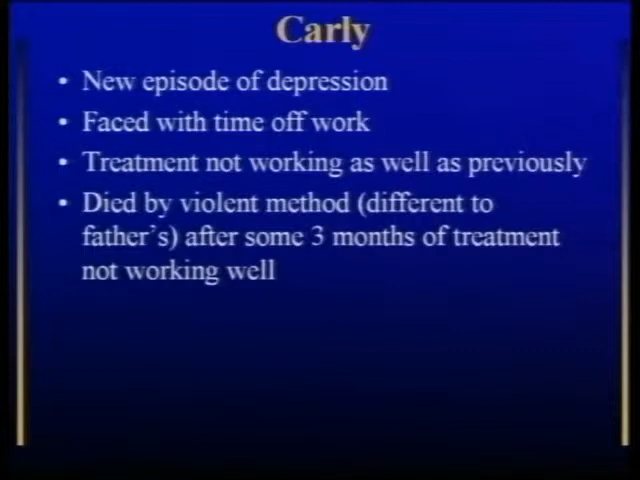 Carly
• New episode of depression
• Faced with time off work
• Treatment not working as well as previously
• Died by violent method (different to
father's) after some 3 months of treatment
not working well